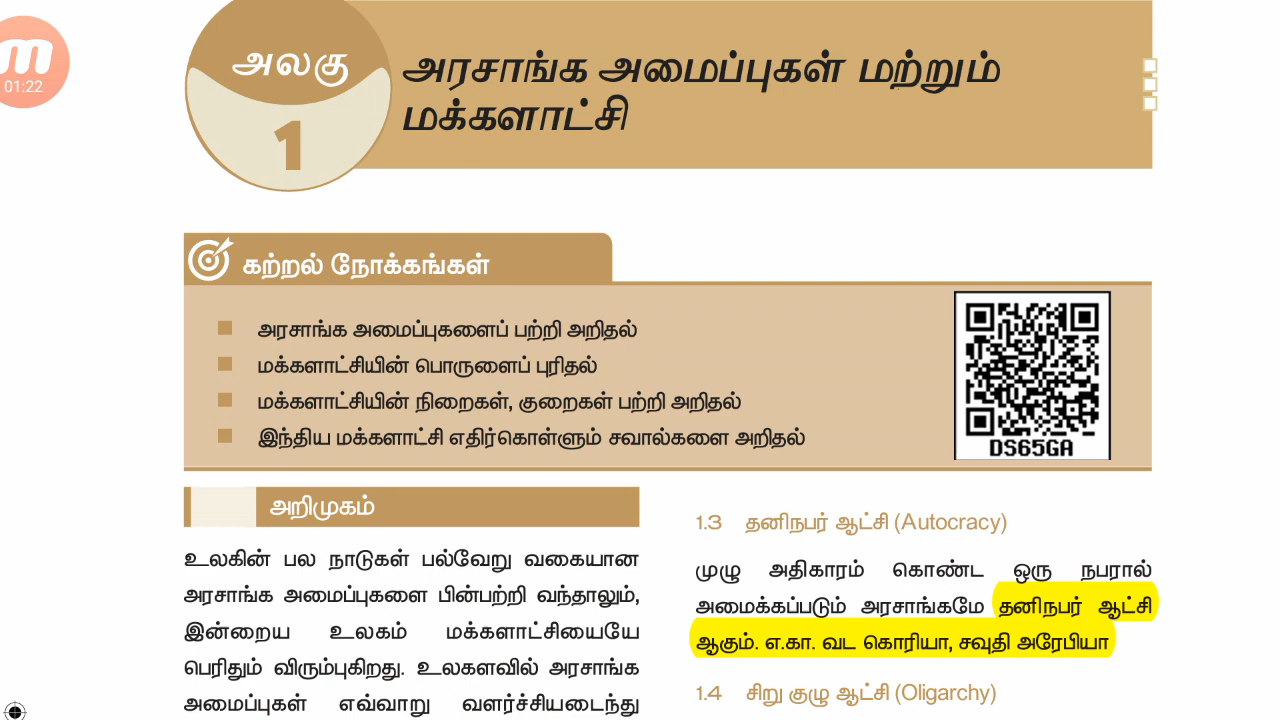 01:22
அலகு
1
அரசாங்க அமைப்புகள் மற்றும்
மக்களாட்சி
கற்றல் நோக்கங்கள்
அரசாங்க அமைப்புகளைப் பற்றி அறிதல்
மக்களாட்சியின் பொருளைப் புரிதல்
மக்களாட்சியின் நிறைகள், குறைகள் பற்றி அறிதல்
இந்திய மக்களாட்சி எதிர்கொள்ளும் சவால்களை அறிதல்
DS65GA
அறிமுகம்
உலகின் பல நாடுகள் பல்வேறு வகையான
அரசாங்க அமைப்புகளை பின்பற்றி வந்தாலும்,
இன்றைய உலகம் மக்களாட்சியையே
பெரிதும் விரும்புகிறது. உலகளவில் அரசாங்க
அமைப்புகள் எவ்வாறு வளர்ச்சியடைந்து
1.3 தனிநபர் ஆட்சி (Autocracy)
முழு அதிகாரம் கொண்ட ஒரு நபரால்
அமைக்கப்படும் அரசாங்கமே தனிநபர் ஆட்சி
ஆகும். எ.கா. வட கொரியா, சவுதி அரேபியா
1.4 சிறு குழு ஆட்சி (Oligarchy)